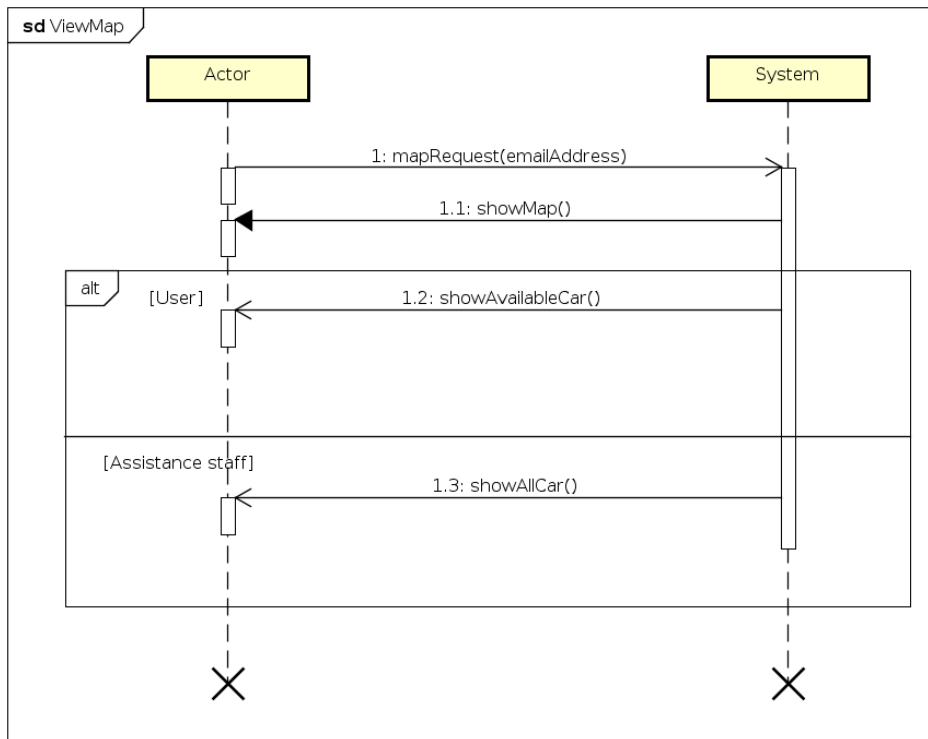 sd ViewMap
Actor
System
1: mapRequest(emailAddress)
1.1: showMap()
alt
[User]
1.2: showAvailableCar()
[Assistance staff]
1.3: showAllCar()